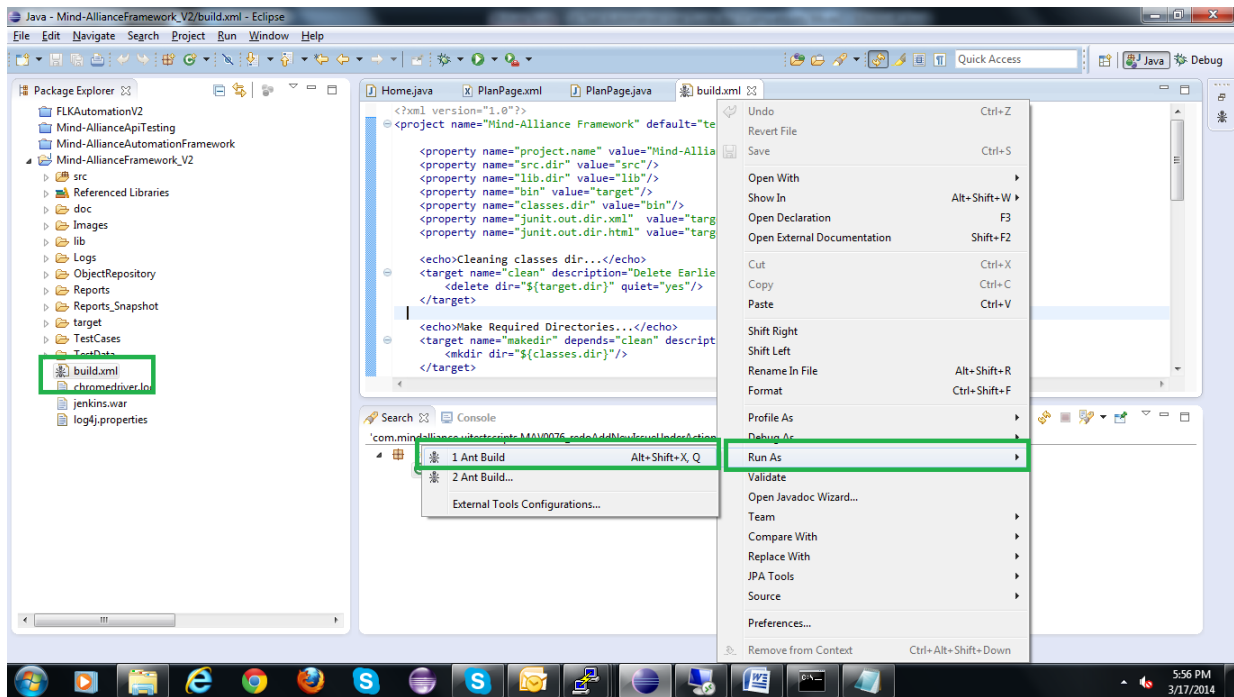 Java - Mind-AllianceFramework_V2/build.xml - Eclipse
File Edit Navigate Search Project Run Window Help
Quick Access
Java
Debug
Package Explorer
FLKAutomationV2
Mind-AllianceApiTesting
Mind-AllianceAutomationFramework
Mind-AllianceFramework_V2
src
Referenced Libraries
doc
Images
lib
Logs
ObjectRepository
Reports
Reports_Snapshot
target
TestCases
TestData
build.xml
chromedriver.log
jenkins.war
log4j.properties
Home.java PlanPage.xml PlanPage.java build.xml
<?xml version="1.0"?>
<project name="Mind-Alliance Framework" default="te
<property name="project.name" value="Mind-Allia
<property name="src.dir" value="src"/>
<property name="lib.dir" value="lib"/>
<property name="bin" value="target"/>
<property name="classes.dir" value="bin"/>
<property name="junit.out.dir.xml" value="targ
<property name="junit.out.dir.html" value="targ
<echo>Cleaning classes dir...</echo>
<target name="clean" description="Delete Earlie
<delete dir="${target.dir}" quiet="yes"/>
</target>
<echo>Make Required Directories...</echo>
<target name="makedir" depends="clean" descript
<mkdir dir="${classes.dir}"/>
</target>
Search Console
'com.mindalliance.uitestscripts.MAV0076_redoAddNewIssueUnderAction
1 Ant Build Alt+Shift+X, Q
2 Ant Build...
External Tools Configurations...
Undo Ctrl+Z
Revert File
Save Ctrl+S
Open With
Show In Alt+Shift+W
Open Declaration F3
Open External Documentation Shift+F2
Cut Ctrl+X
Copy Ctrl+C
Paste Ctrl+V
Shift Right
Shift Left
Rename In File Alt+Shift+R
Format Ctrl+Shift+F
Profile As
Debug As
Run As
Validate
Open Javadoc Wizard...
Team
Compare With
Replace With
JPA Tools
Source
Preferences...
Remove from Context Ctrl+Alt+Shift+Down
5:56 PM
3/17/2014